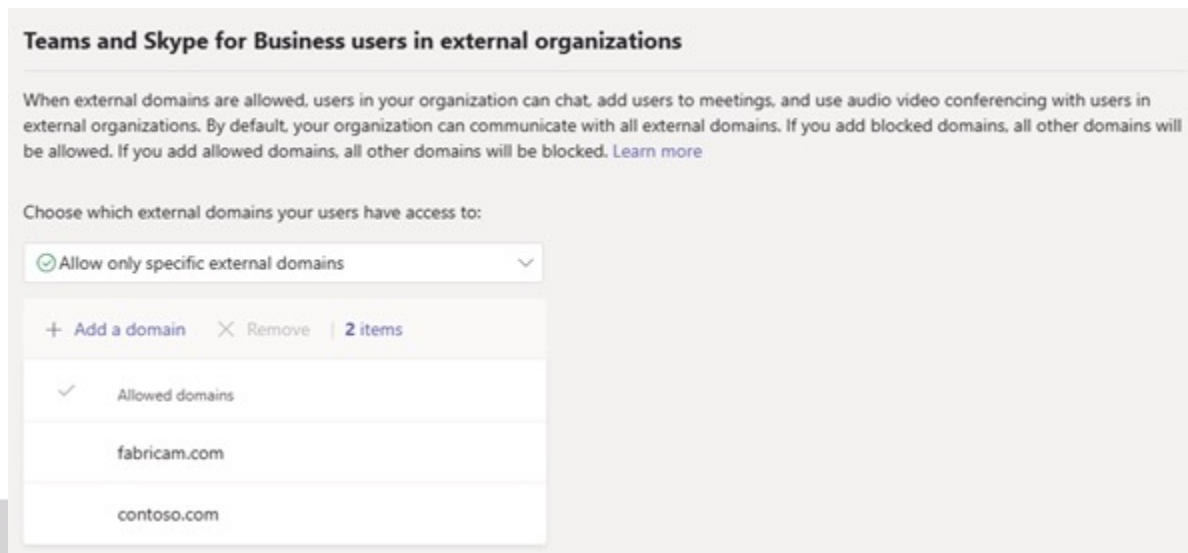 Teams and Skype for Business users in external organizations
When external domains are allowed, users in your organization can chat, add users to meetings, and use audio video conferencing with users in
external organizations. By default, your organization can communicate with all external domains. If you add blocked domains, all other domains will
be allowed. If you add allowed domains, all other domains will be blocked. Learn more
Choose which external domains your users have access to:
Allow only specific external domains
+ Add a domain × Remove | 2 items
Allowed domains
fabricam.com
contoso.com